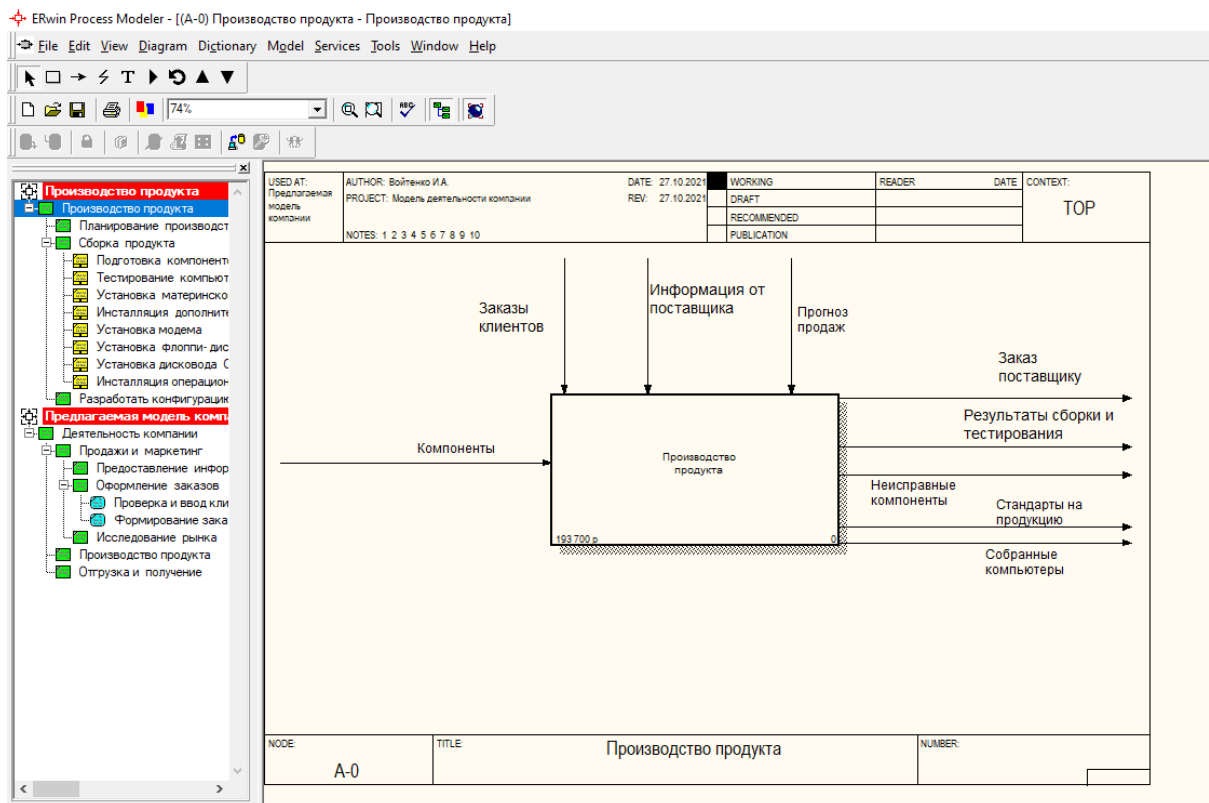 ERwin Process Modeler - [(A-0) Производство продукта - Производство продукта]
File Edit View Diagram Dictionary Model Services Tools Window Help
T
74%
ABC
Производство продукта
Производство продукта
Планирование производст
Сборка продукта
Подготовка компонент
Тестирование компьют
Установка материнско
Инсталляция дополните
Установка модема
Установка флоппи-дис
Установка дисковода C
Инсталляция операцион
Разработать конфигурацию
Предлагаемая модель компа
Деятельность компании
Продажи и маркетинг
Предоставление инфор
Оформление заказов
Проверка и ввод кли
Формирование зака
Исследование рынка
Производство продукта
Отгрузка и получение
USED AT:
Предлагаемая
модель
компании
AUTHOR: Войтенко И.А.
DATE: 27.10.2021
PROJECT: Модель деятельности компании
REV: 27.10.2021
NOTES: 1 2 3 4 5 6 7 8 9 10
WORKING
DRAFT
RECOMMENDED
PUBLICATION
READER
DATE
CONTEXT:
TOP
Заказы
клиентов
Информация от
поставщика
Прогноз
продаж
Заказ
поставщику
Результаты сборки и
тестирования
Компоненты
Производство
продукта
Неисправные
компоненты
Стандарты на
продукцию
193 700 р
0
Собранные
компьютеры
NODE:
A-0
TITLE:
Производство продукта
NUMBER: